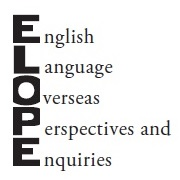 English
Language
Overseas
Perspectives and
Enquiries